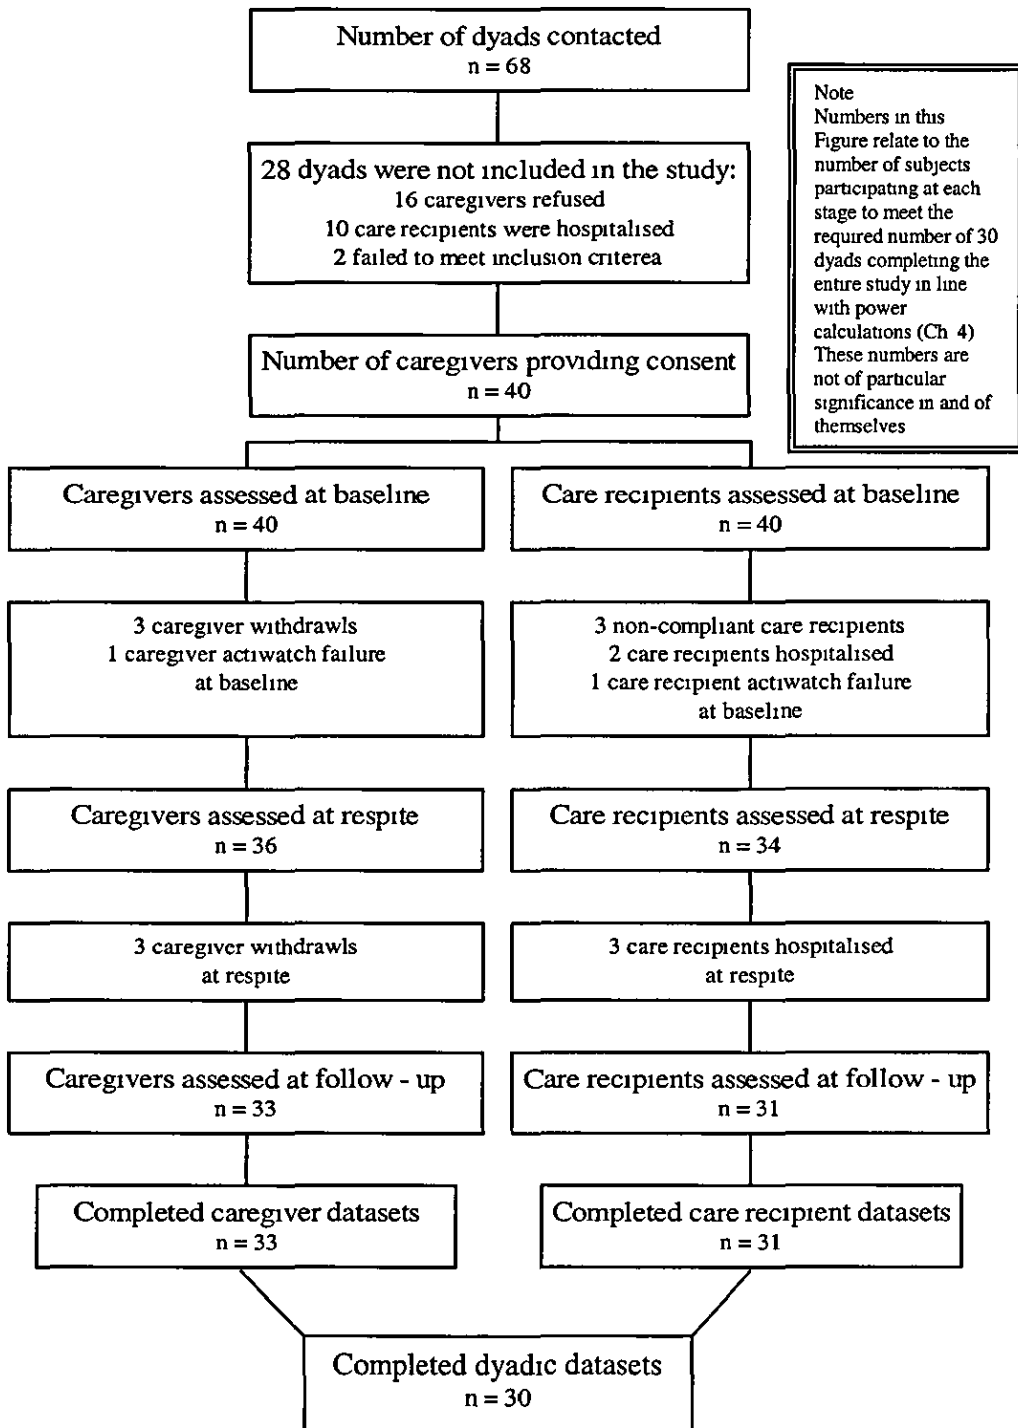 Number of dyads contacted
n = 68
Note
Numbers in this
Figure relate to the
number of subjects
participating at each
stage to meet the
required number of 30
dyads completing the
entire study in line
with power
calculations (Ch 4)
These numbers are
not of particular
significance in and of
themselves
28 dyads were not included in the study:
16 caregivers refused
10 care recipients were hospitalised
2 failed to meet inclusion criterea
Number of caregivers providing consent
n = 40
Caregivers assessed at baseline
n = 40
Care recipients assessed at baseline
n = 40
3 caregiver withdrawls
1 caregiver actiwatch failure
at baseline
3 non-compliant care recipients
2 care recipients hospitalised
1 care recipient actiwatch failure
at baseline
Caregivers assessed at respite
n = 36
Care recipients assessed at respite
n = 34
3 caregiver withdrawls
at respite
3 care recipients hospitalised
at respite
Caregivers assessed at follow - up
n = 33
Care recipients assessed at follow - up
n = 31
Completed caregiver datasets
n = 33
Completed care recipient datasets
n = 31
Completed dyadic datasets
n = 30